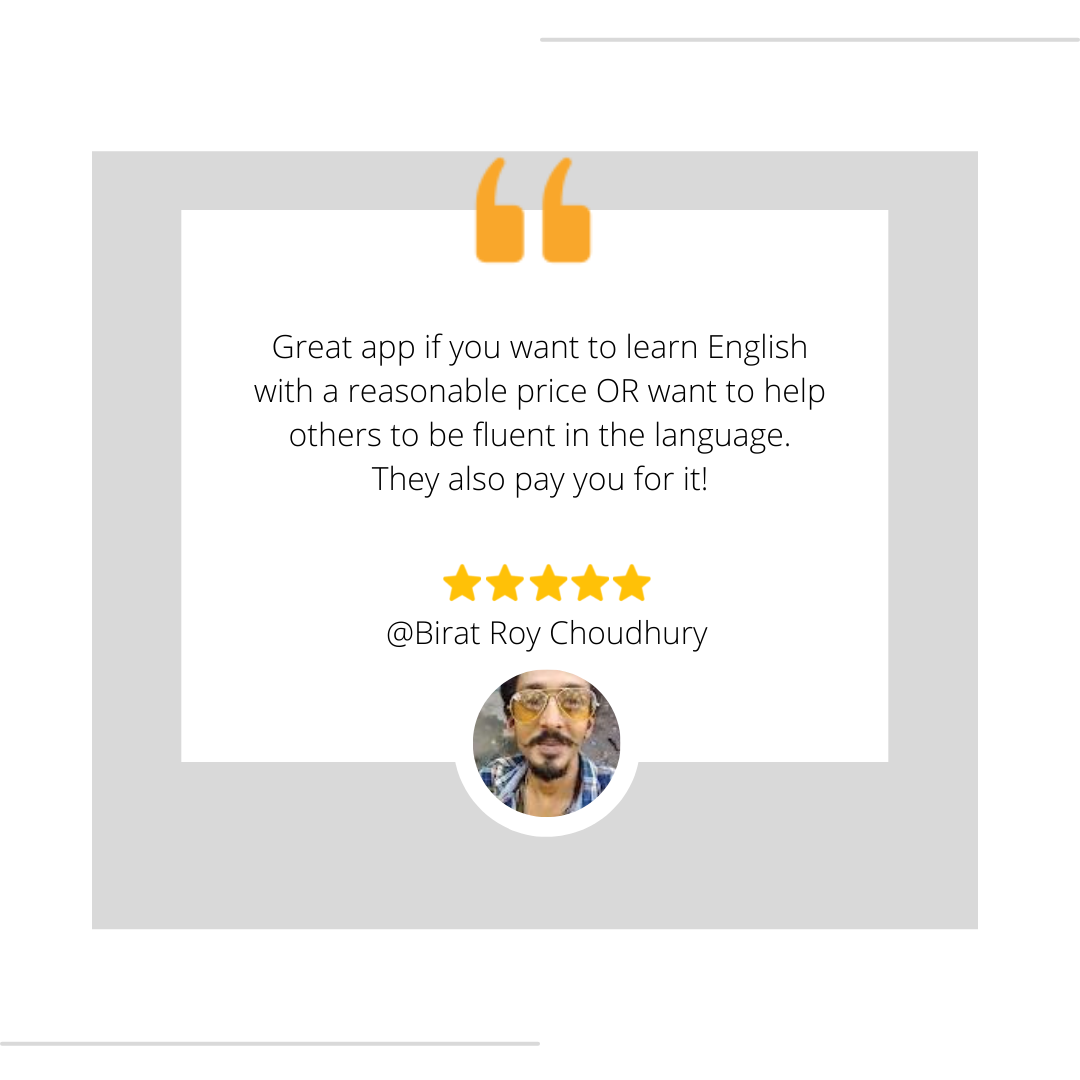 Great app if you want to learn English
with a reasonable price OR want to help
others to be fluent in the language.
They also pay you for it!
@Birat Roy Choudhury